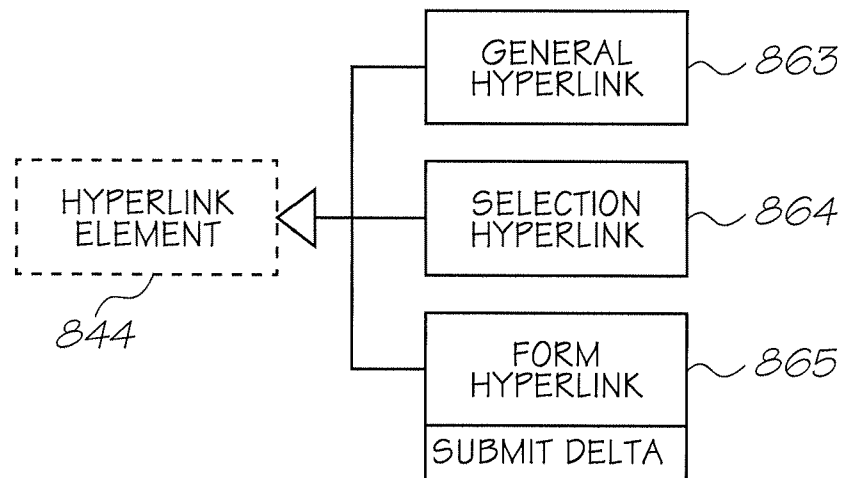 GENERAL
HYPERLINK
863
HYPERLINK
ELEMENT
844
SELECTION
HYPERLINK
864
FORM
HYPERLINK
865
SUBMIT DELTA